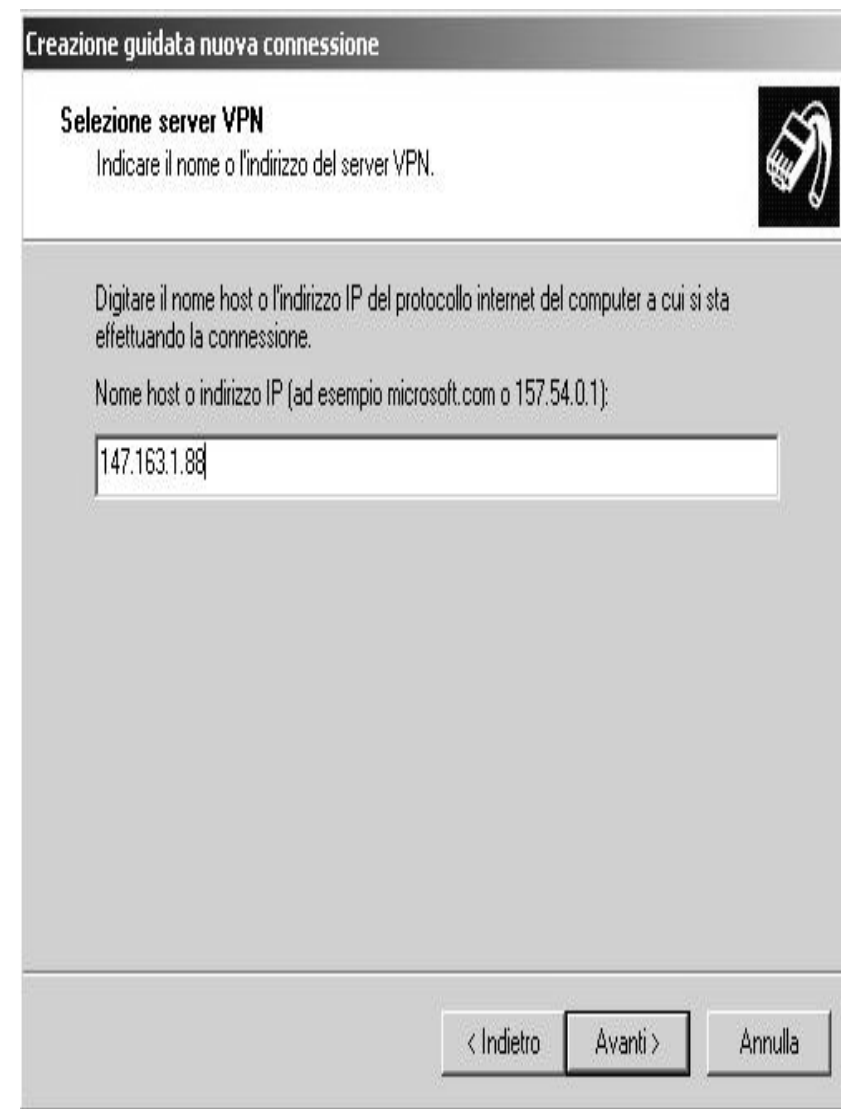 Creazione guidata nuova connessione
Selezione server VPN
Indicare il nome o l'indirizzo del server VPN.
Digitare il nome host o l'indirizzo IP del protocollo internet del computer a cui si sta
effettuando la connessione.
Nome host o indirizzo IP (ad esempio microsoft.com o 157.54.0.1):
147.163.1.88
< Indietro
Avanti >
Annulla